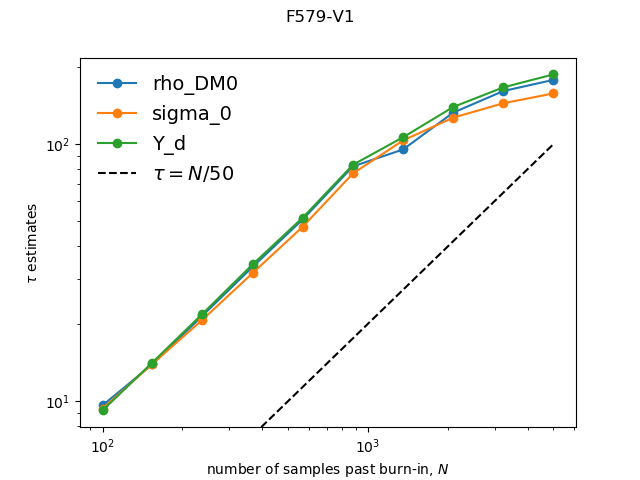 F579-V1
rho_DM0
sigma_0
Y_d
τ = N/50
10²
10¹
τ estimates
10² 10³
number of samples past burn-in, N